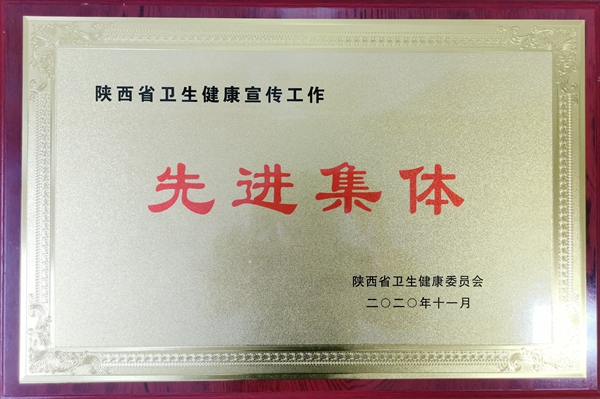 陕西省卫生健康宣传工作
先进集体
陕西省卫生健康委员会
二〇二〇年十一月